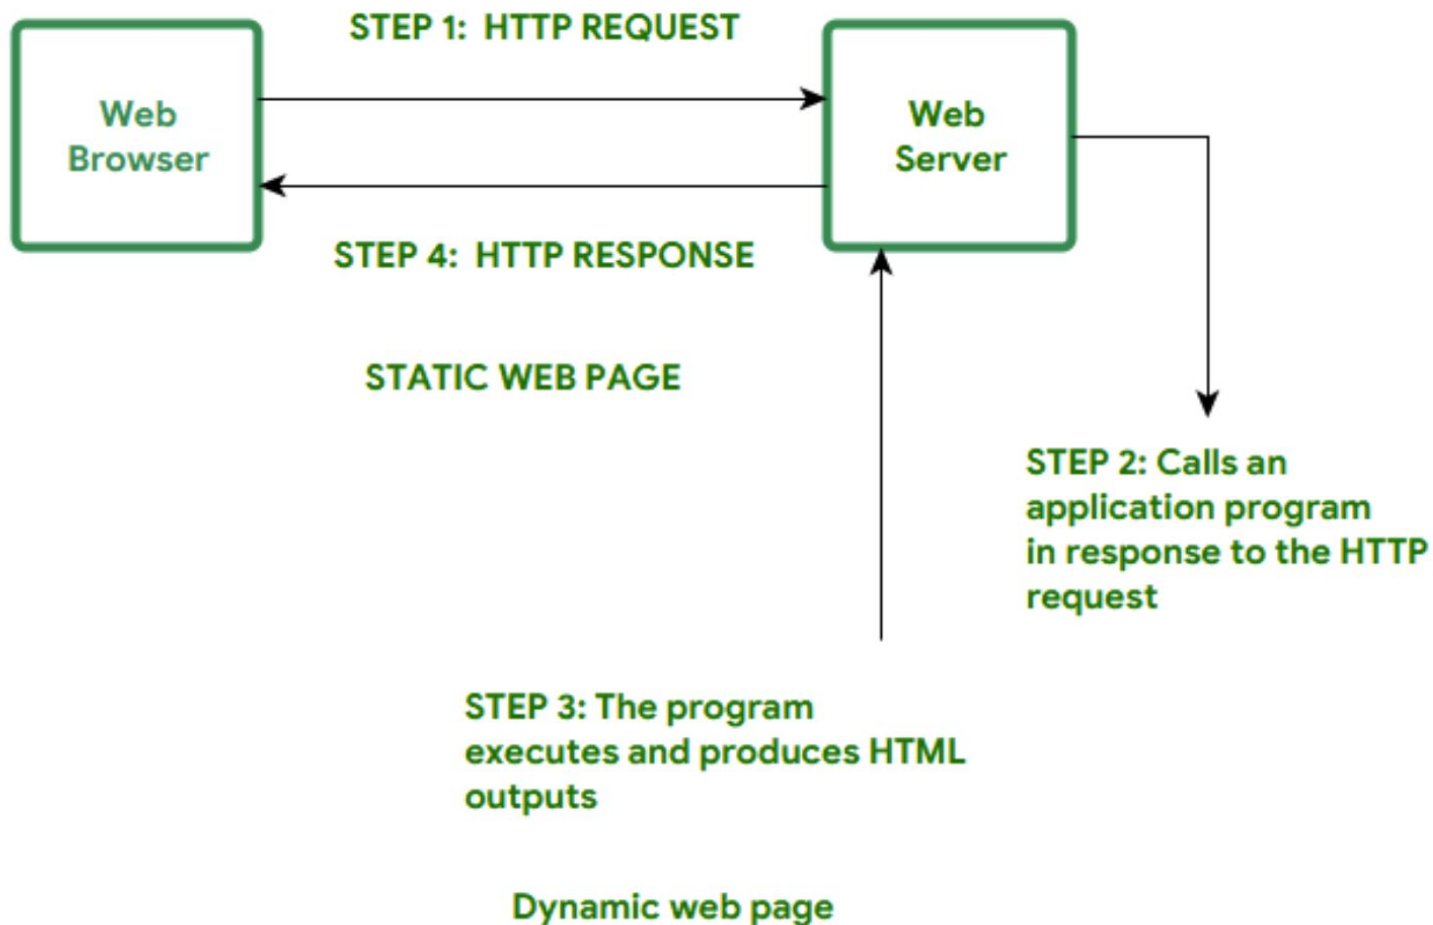 STEP 1: HTTP REQUEST
Web
Browser
Web
Server
STEP 4: HTTP RESPONSE
STATIC WEB PAGE
STEP 2: Calls an
application program
in response to the HTTP
request
STEP 3: The program
executes and produces HTML
outputs
Dynamic web page